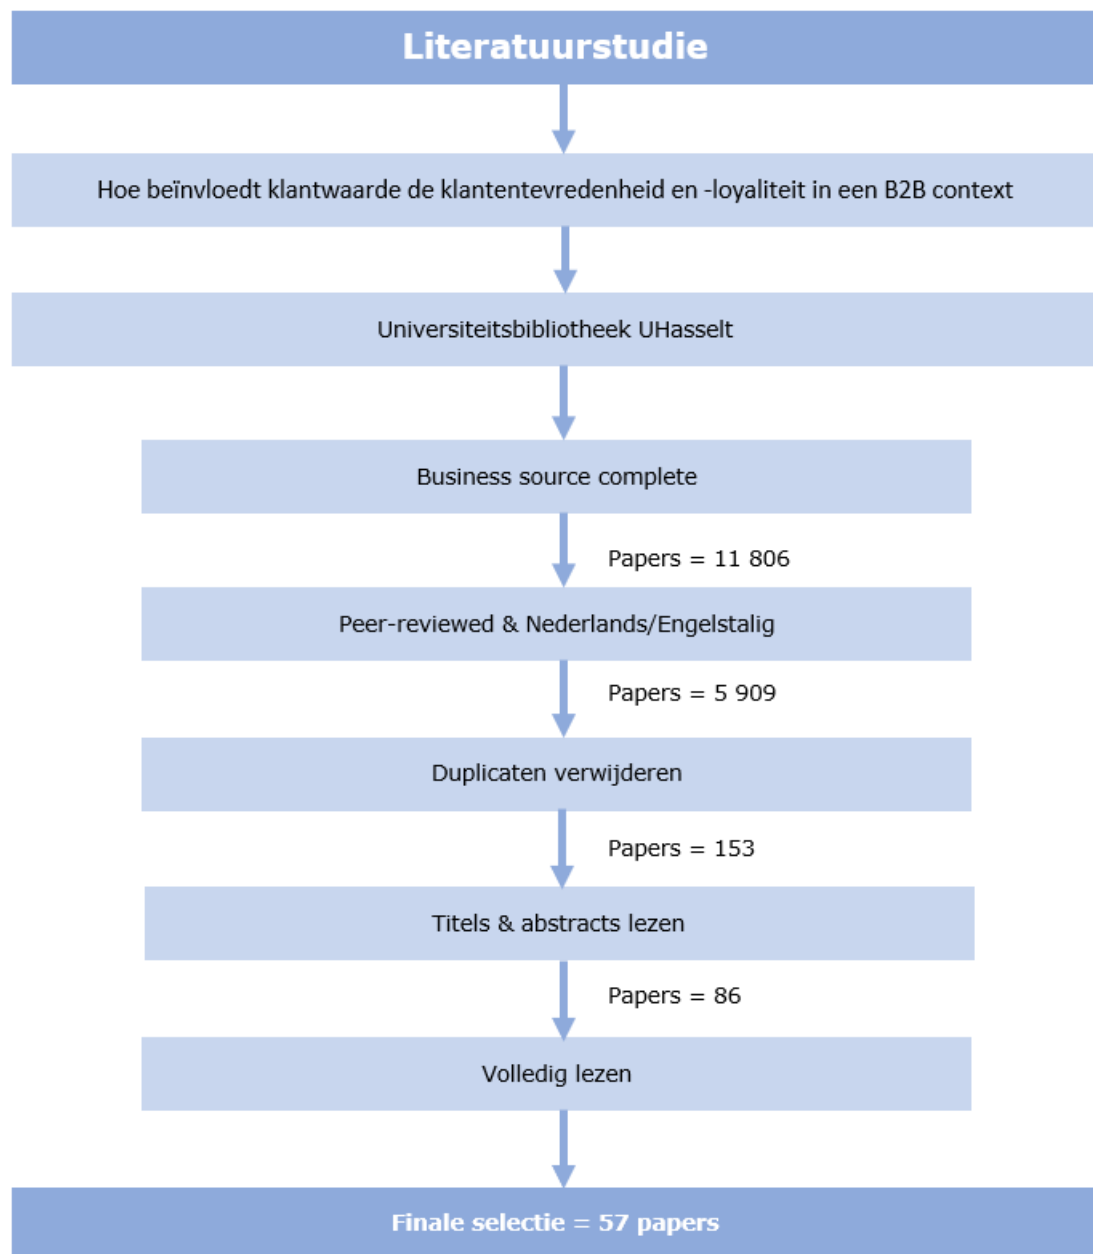 Literatuurstudie
Hoe beïnvloedt klantwaarde de klantentevredenheid en -loyaliteit in een B2B context
Universiteitsbibliotheek UHasselt
Business source complete
Papers = 11 806
Peer-reviewed & Nederlands/Engelstalig
Papers = 5 909
Duplicaten verwijderen
Papers = 153
Titels & abstracts lezen
Papers = 86
Volledig lezen
Finale selectie = 57 papers